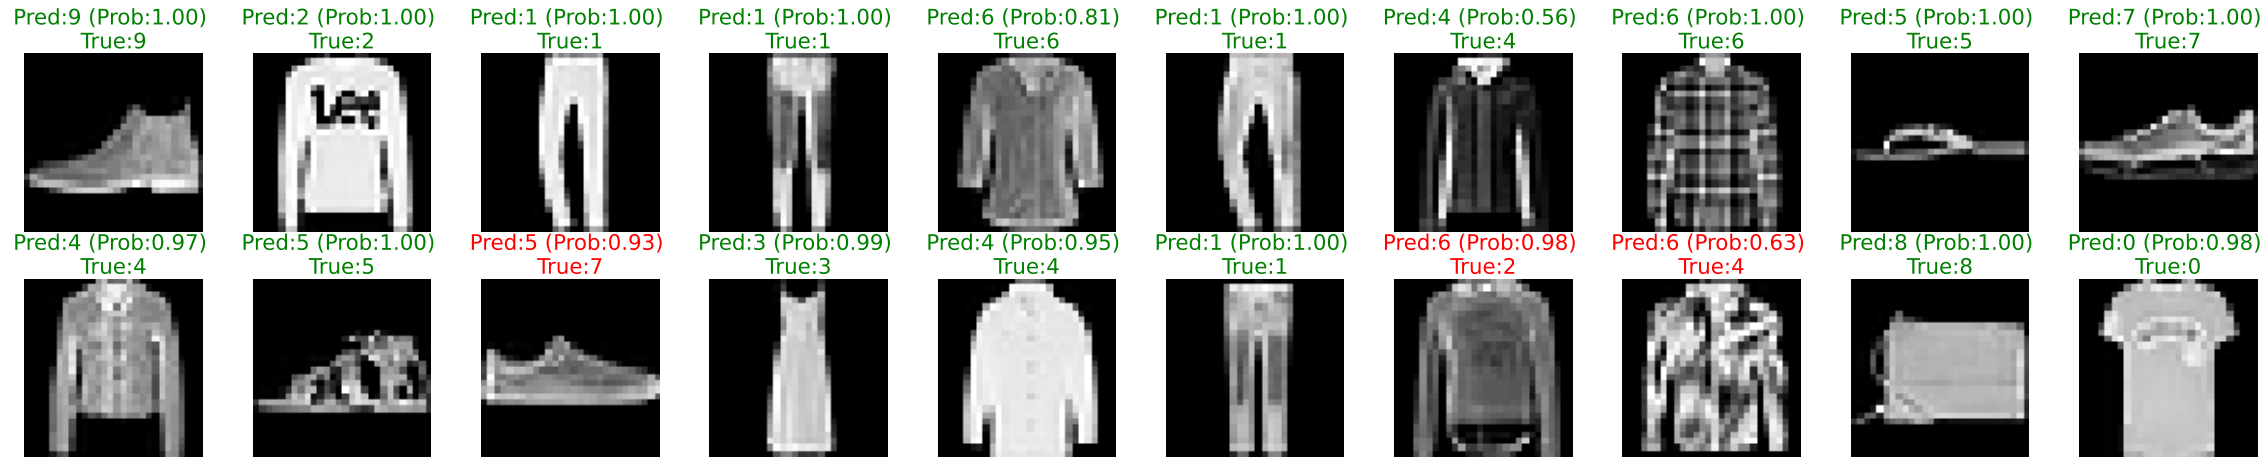 Pred:9 (Prob:1.00)
True:9
Pred:2 (Prob:1.00)
True:2
Pred:1 (Prob:1.00)
True:1
Pred:1 (Prob:1.00)
True:1
Pred:6 (Prob:0.81)
True:6
Pred:1 (Prob:1.00)
True:1
Pred:4 (Prob:0.56)
True:4
Pred:6 (Prob:1.00)
True:6
Pred:5 (Prob:1.00)
True:5
Pred:7 (Prob:1.00)
True:7
Lee
Pred:4 (Prob:0.97)
True:4
Pred:5 (Prob:1.00)
True:5
Pred:5 (Prob:0.93)
True:7
Pred:3 (Prob:0.99)
True:3
Pred:4 (Prob:0.95)
True:4
Pred:1 (Prob:1.00)
True:1
Pred:6 (Prob:0.98)
True:2
Pred:6 (Prob:0.63)
True:4
Pred:8 (Prob:1.00)
True:8
Pred:0 (Prob:0.98)
True:0